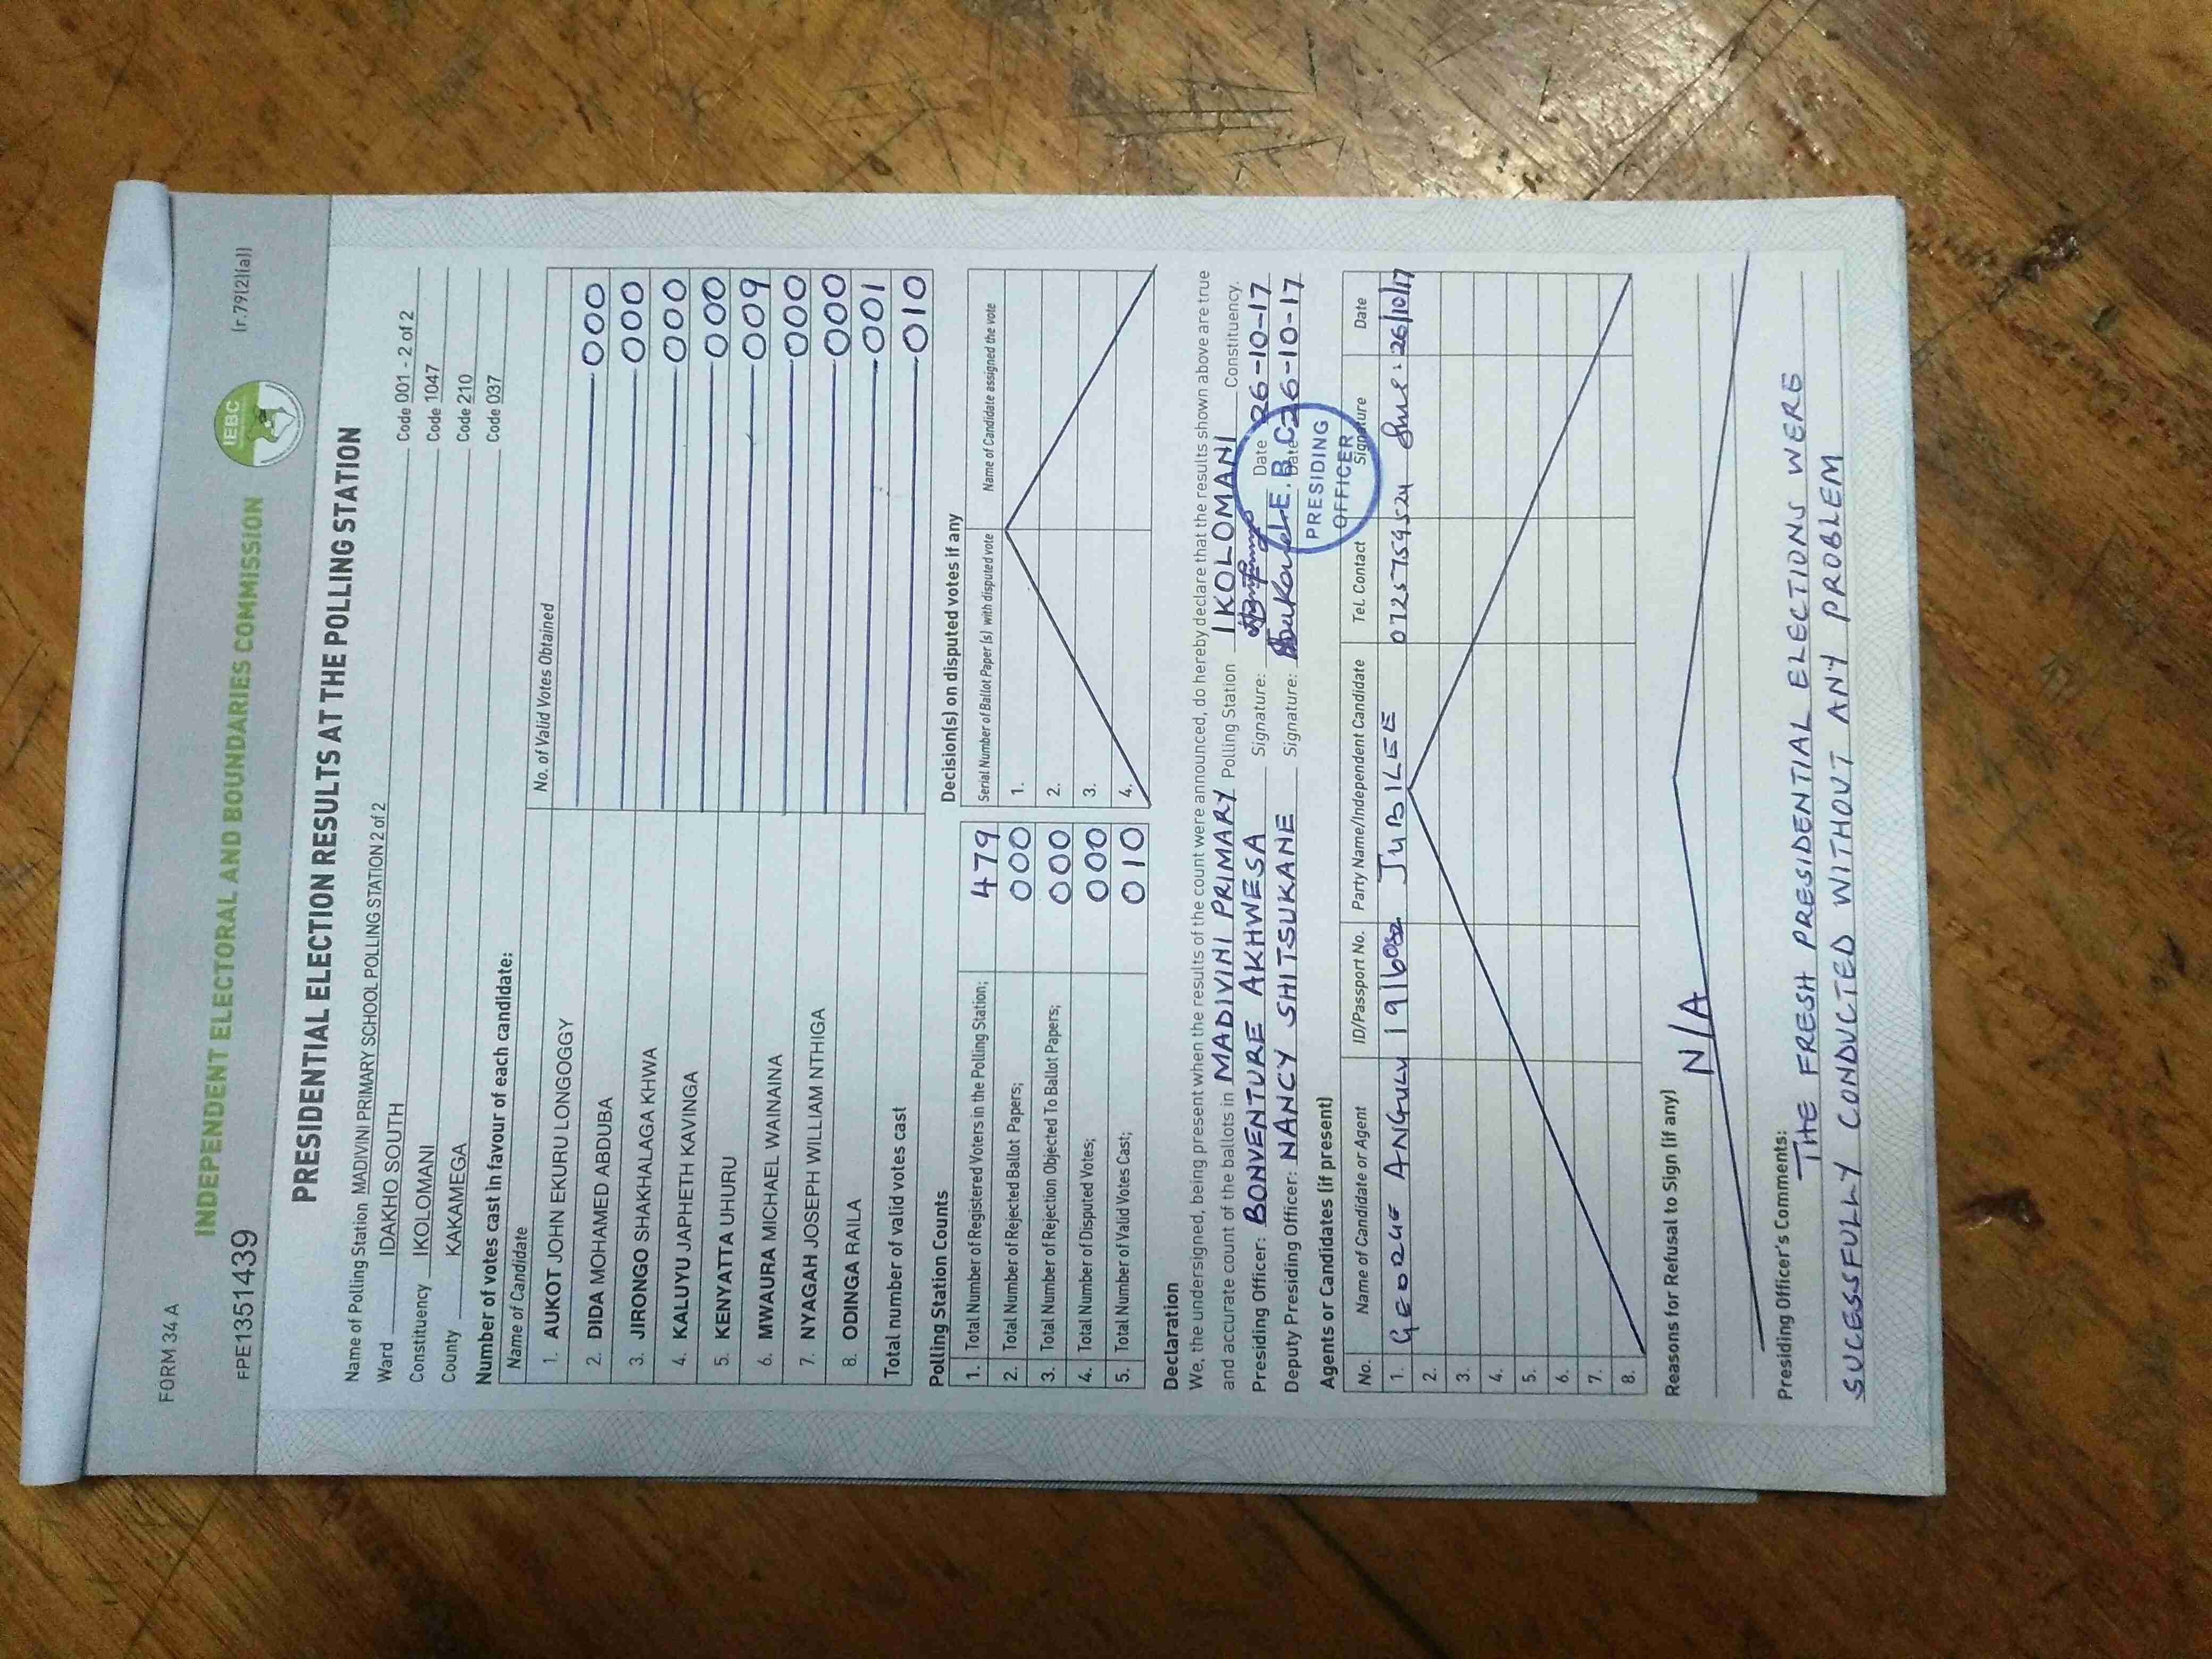 FORM 34 A
INDEPENDENT ELECTORAL AND BOUNDARIES COMMISSION
IEBC
(r.79(2)(a))
FPE1351439
PRESIDENTIAL ELECTION RESULTS AT THE POLLING STATION
Name of Polling Station MADIVINI PRIMARY SCHOOL POLLING STATION 2 of 2 Code 001 - 2 of 2
Ward IDAKHO SOUTH Code 1047
Constituency IKOLOMANI Code 210
County KAKAMEGA Code 037
Number of votes cast in favour of each candidate:
Name of Candidate No. of Valid Votes Obtained
1. AUKOT JOHN EKURU LONGOGGY 000
2. DIDA MOHAMED ABDUBA 000
3. JIRONGO SHAKHALAGA KHWA 000
4. KALUYU JAPHETH KAVINGA 000
5. KENYATTA UHURU 009
6. MWAURA MICHAEL WAINAINA 000
7. NYAGAH JOSEPH WILLIAM NTHIGA 000
8. ODINGA RAILA 001
Total number of valid votes cast 010
Polling Station Counts
1. Total Number of Registered Voters in the Polling Station; 479
2. Total Number of Rejected Ballot Papers; 000
3. Total Number of Rejection Objected To Ballot Papers; 000
4. Total Number of Disputed Votes; 000
5. Total Number of Valid Votes Cast; 010
Decision(s) on disputed votes if any
Serial Number of Ballot Paper (s) with disputed vote Name of Candidate assigned the vote
1.
2.
3.
4.
Declaration
We, the undersigned, being present when the results of the count were announced, do hereby declare that the results shown above are true
and accurate count of the ballots in MADIVINI PRIMARY Polling Station IKOLOMANI Constituency.
Presiding Officer: BONVENTURE AKHWESA Signature: Date 26-10-17
Deputy Presiding Officer: NANCY SHITSUKANE Signature: Date 26-10-17
I.E.B.C
PRESIDING
OFFICER
Agents or Candidates (if present)
No. Name of Candidate or Agent ID/Passport No. Party Name/Independent Candidate Tel. Contact Signature Date
1. GEORGE ANGULU JUBILEE 0725759524 26/10/17
2.
3.
4.
5.
6.
7.
8.
Reasons for Refusal to Sign (if any)
N/A
Presiding Officer's Comments:
THE FRESH PRESIDENTIAL ELECTIONS WERE
SUCESSFULLY CONDUCTED WITHOUT ANY PROBLEM